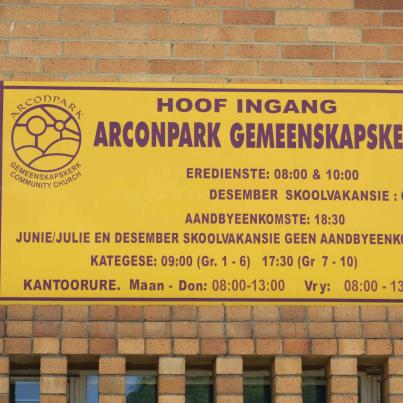 ARCONPARK
GEMEENSKAPSKERK
COMMUNITY CHURCH
HOOF INGANG
ARCONPARK GEMEENSKAPSKE
EREDIENSTE: 08:00 & 10:00
DESEMBER SKOOLVAKANSIE :
AANDBYEENKOMSTE: 18:30
JUNIE/JULIE EN DESEMBER SKOOLVAKANSIE GEEN AANDBYEENKO
KATEGESE: 09:00 (Gr. 1 - 6) 17:30 (Gr 7 - 10)
KANTOORURE. Maan - Don: 08:00-13:00 Vry: 08:00 - 13